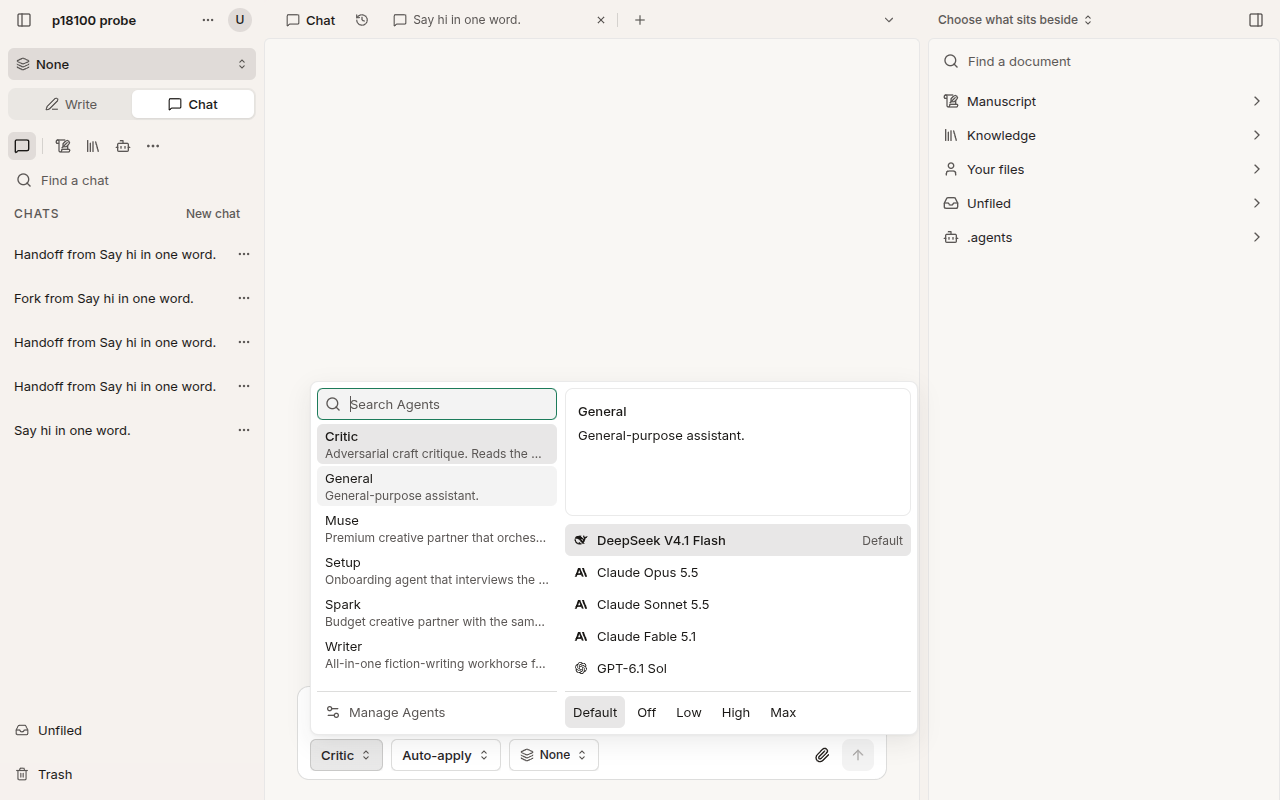 p18100 probe
U
Chat
Say hi in one word.
Choose what sits beside
None
Write
Chat
Find a chat
CHATS
New chat
Handoff from Say hi in one word.
Fork from Say hi in one word.
Handoff from Say hi in one word.
Handoff from Say hi in one word.
Say hi in one word.
Unfiled
Trash
Search Agents
Critic
Adversarial craft critique. Reads the ...
General
General-purpose assistant.
Muse
Premium creative partner that orches...
Setup
Onboarding agent that interviews the ...
Spark
Budget creative partner with the sam...
Writer
All-in-one fiction-writing workhorse f...
Manage Agents
General
General-purpose assistant.
DeepSeek V4.1 Flash
Default
Claude Opus 5.5
Claude Sonnet 5.5
Claude Fable 5.1
GPT-6.1 Sol
Default
Off
Low
High
Max
Critic
Auto-apply
None
Find a document
Manuscript
Knowledge
Your files
Unfiled
.agents